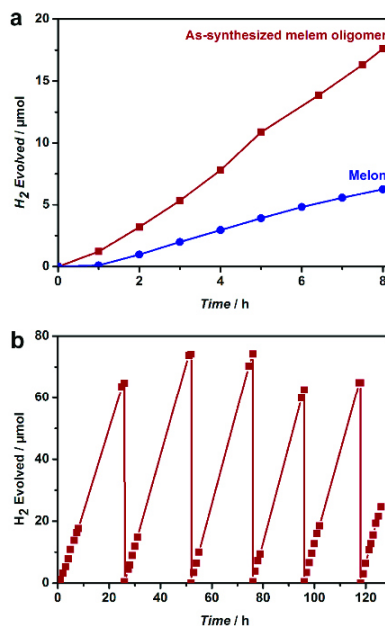 a
20
As-synthesized melem oligomer
15
10
5
0
H2 Evolved / μmol
Melon
0 2 4 6 8
Time / h
b
80
60
40
20
0
H2 Evolved / μmol
0 20 40 60 80 100 120
Time / h